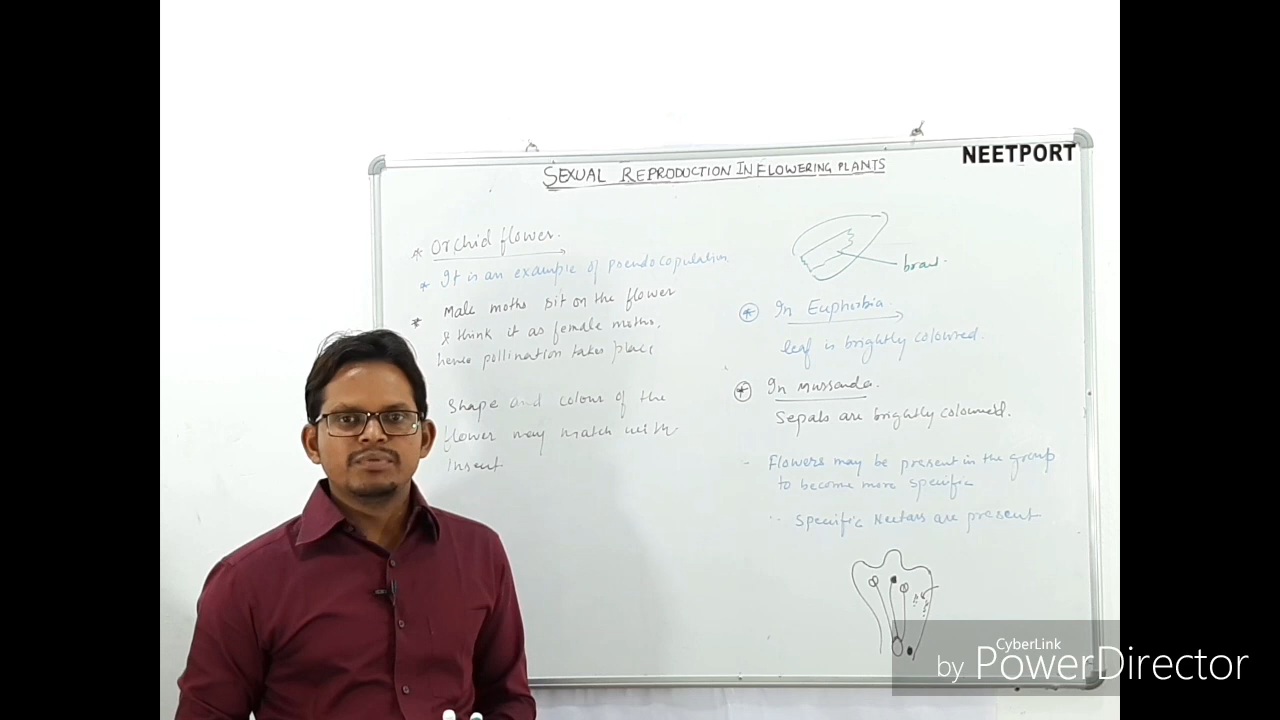 NEETPORT
SEXUAL REPRODUCTION IN FLOWERING PLANTS
* Orchid flower.
* It is an example of pseudocopulation
* Male moths sit on the flower
& think it as female moths,
hence pollination takes place
Shape and colour of the
flower may match with
Insect
bract.
* In Euphorbia.
leaf is brightly coloured.
* In Mussanda.
Sepals are brightly coloured.
- Flowers may be present in the group
to become more specific
Specific Nectars are present
CyberLink
by PowerDirector